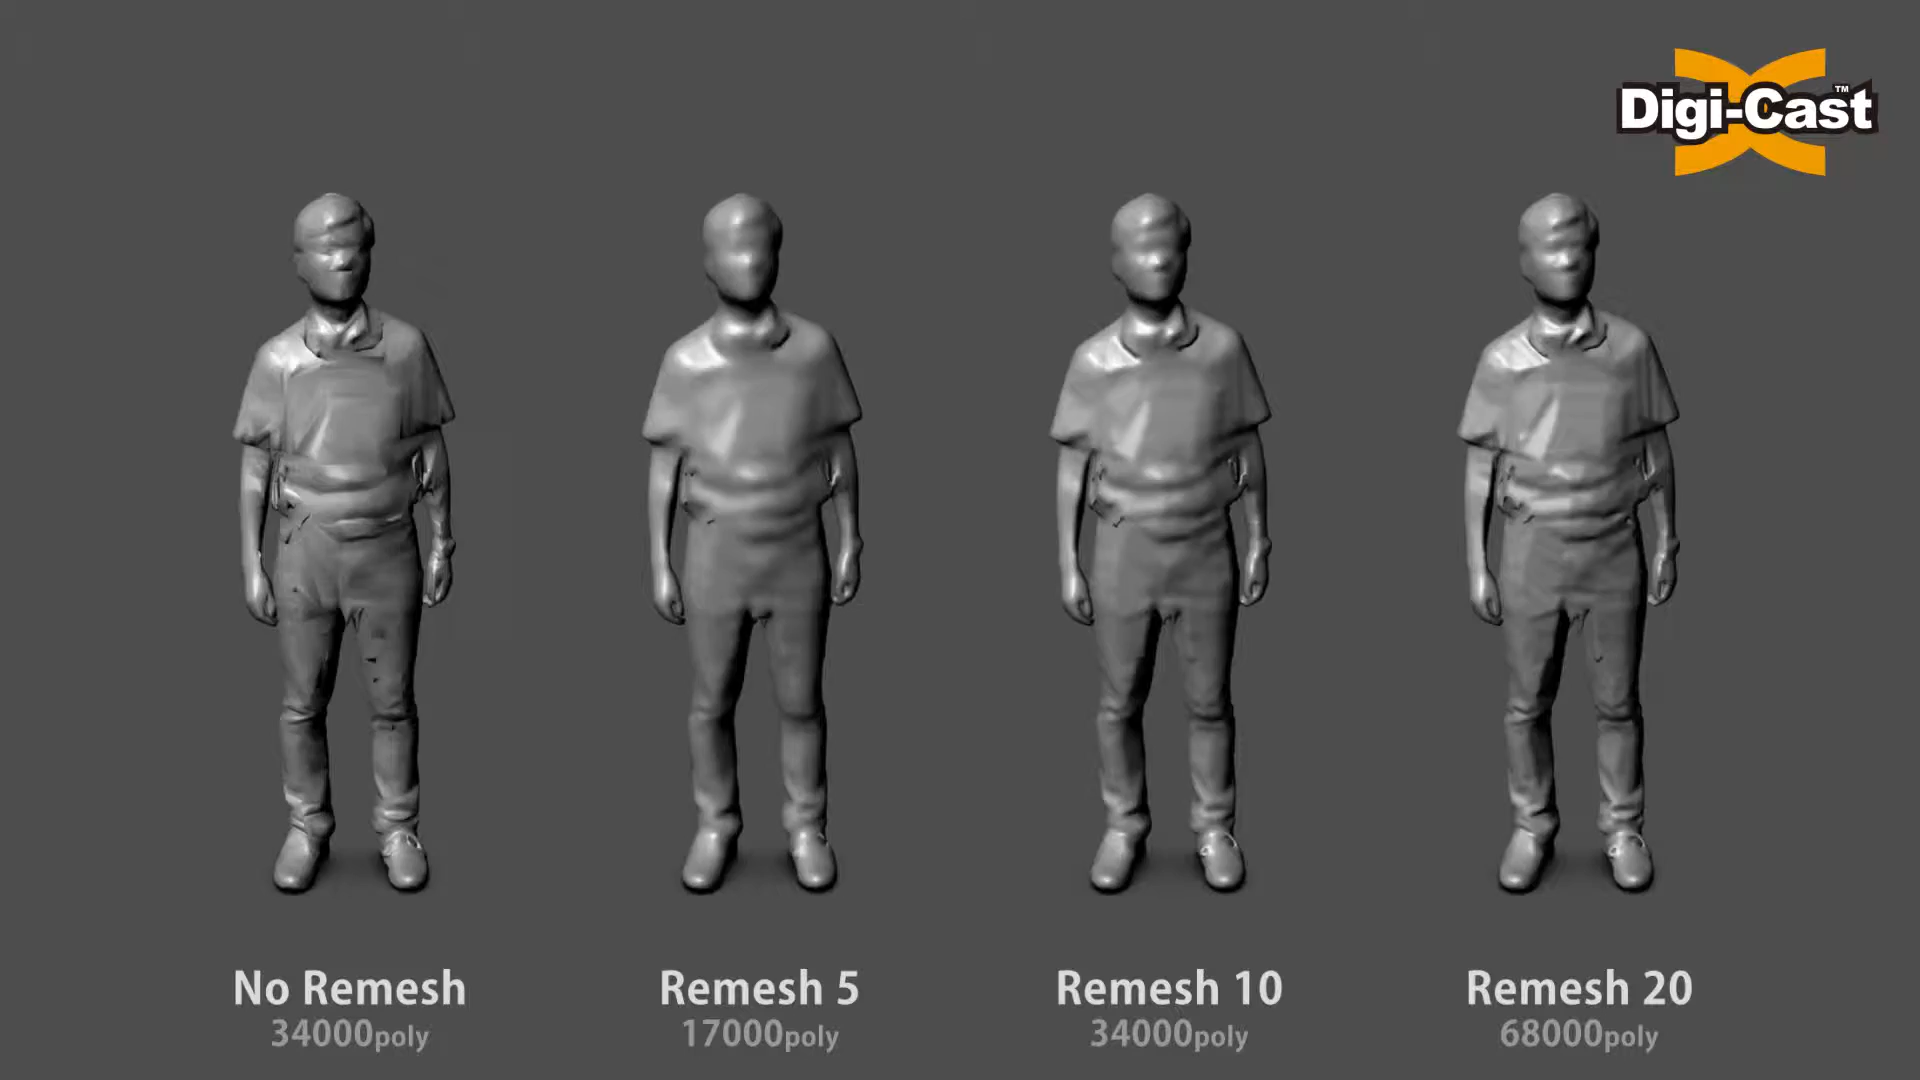 Digi-Cast™
No Remesh
34000poly
Remesh 5
17000poly
Remesh 10
34000poly
Remesh 20
68000poly